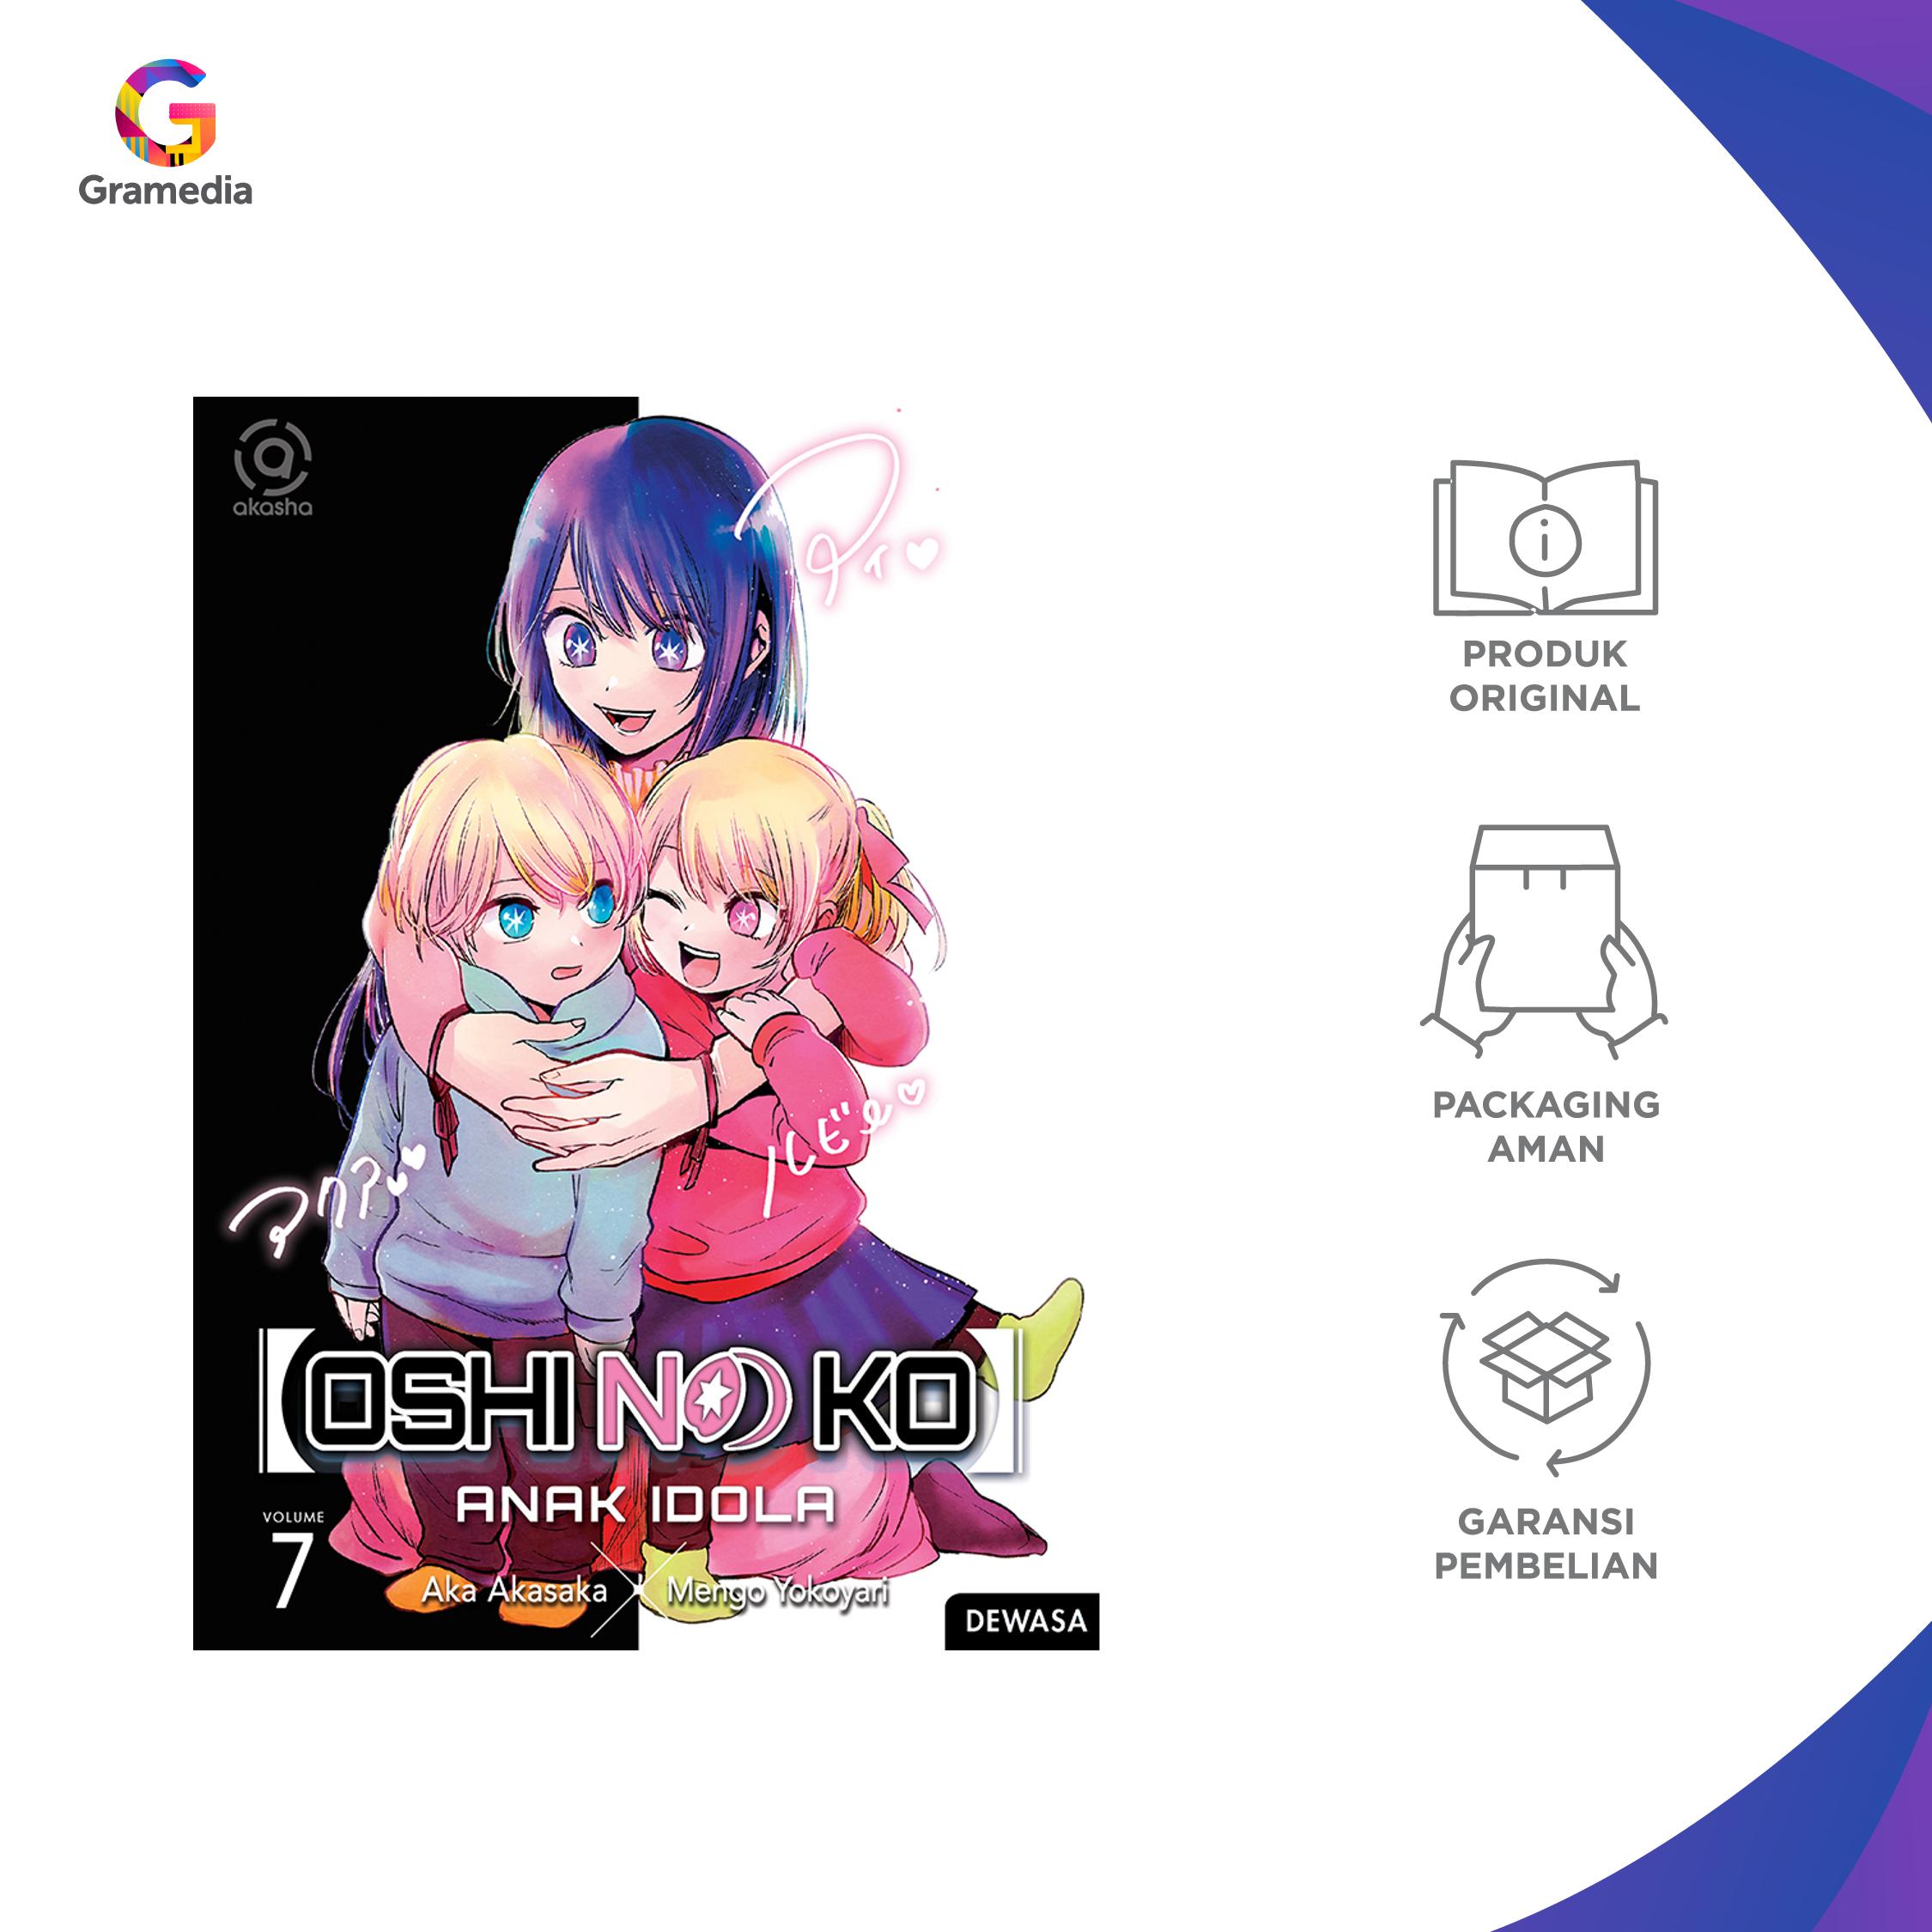 Gramedia
akasha
アイ
アクア
ルビー
OSHI NO KO
ANAK IDOLA
VOLUME
7
Aka Akasaka × Mengo Yokoyari
DEWASA
PRODUK
ORIGINAL
PACKAGING
AMAN
GARANSI
PEMBELIAN